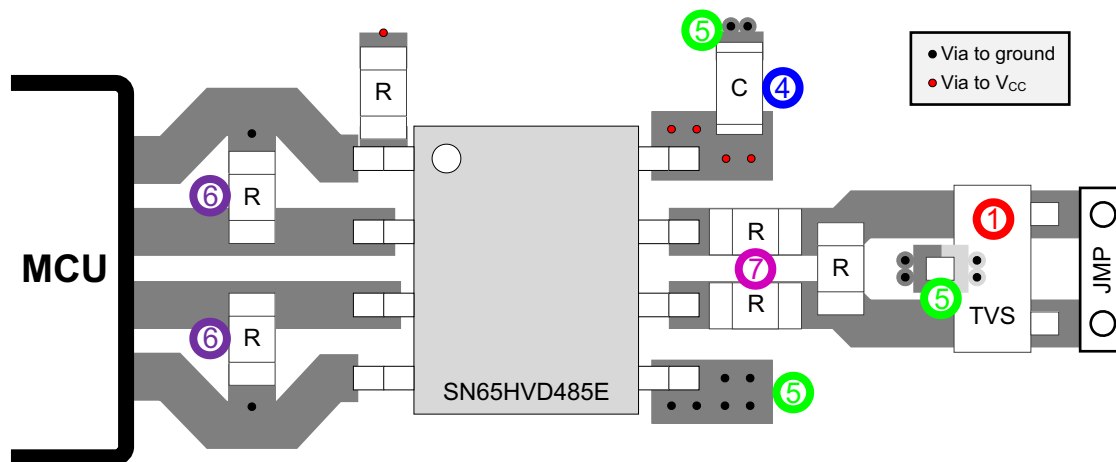 5
Via to ground
Via to VCC
R
C
4
6
R
R
1
MCU
7
R
JMP
5
TVS
6
R
R
SN65HVD485E
5